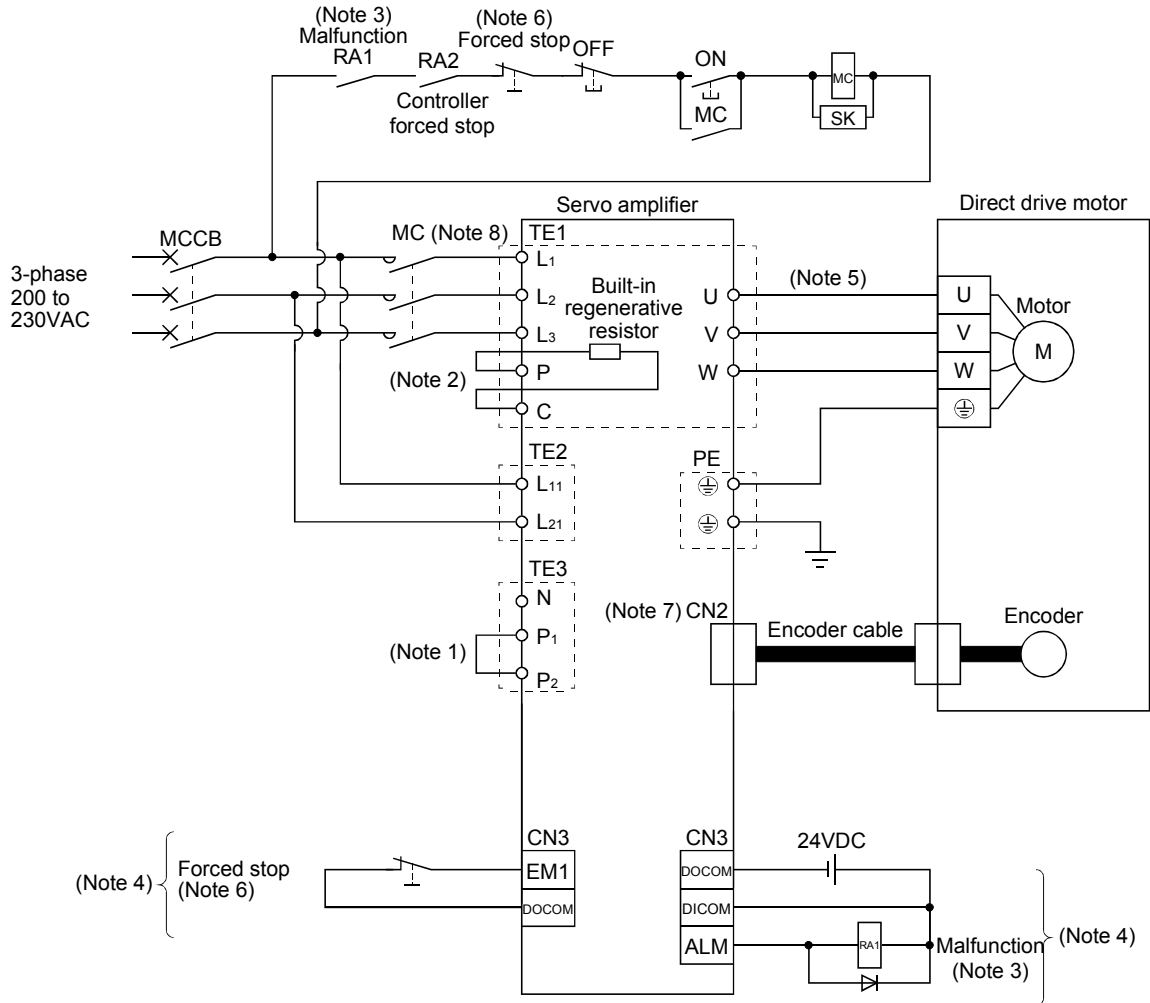 (Note 3)
Malfunction
RA1
RA2
Controller
forced stop
(Note 6)
Forced stop
OFF
ON
MC
MC
SK
3-phase
200 to
230VAC
MCCB
MC (Note 8)
Servo amplifier
Direct drive motor
TE1
L1
L2
L3
P
C
(Note 2)
Built-in
regenerative
resistor
U
V
W
(Note 5)
U
V
W
Motor
M
TE2
L11
L21
PE
TE3
N
P1
P2
(Note 1)
(Note 7) CN2
Encoder cable
Encoder
(Note 4)
Forced stop
(Note 6)
CN3
EM1
DOCOM
CN3
DOCOM
DICOM
ALM
24VDC
RA1
Malfunction
(Note 3)
(Note 4)